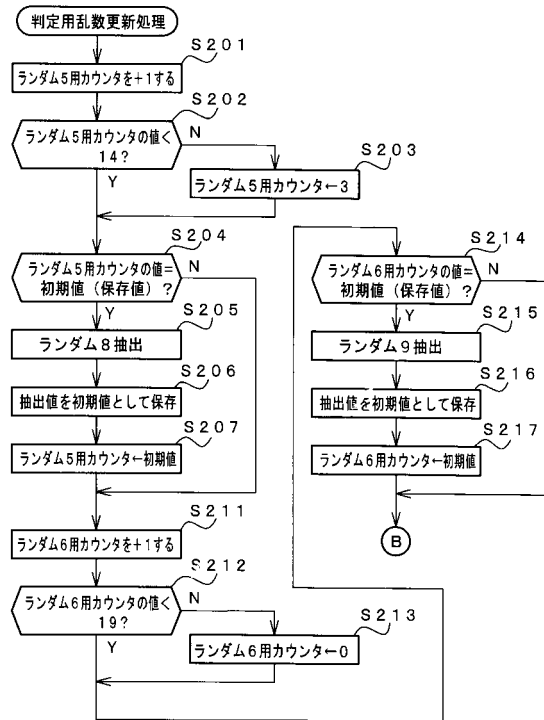 判定用乱数更新処理
S201
ランダム5用カウンタを+1する
S202
ランダム5用カウンタの値<
14?
N
Y
S203
ランダム5用カウンタ←3
S204
ランダム5用カウンタの値=
初期値(保存値)?
N
Y
S205
ランダム8抽出
S206
抽出値を初期値として保存
S207
ランダム5用カウンタ←初期値
S211
ランダム6用カウンタを+1する
S212
ランダム6用カウンタの値<
19?
N
Y
S213
ランダム6用カウンタ←0
S214
ランダム6用カウンタの値=
初期値(保存値)?
N
Y
S215
ランダム9抽出
S216
抽出値を初期値として保存
S217
ランダム6用カウンタ←初期値
B